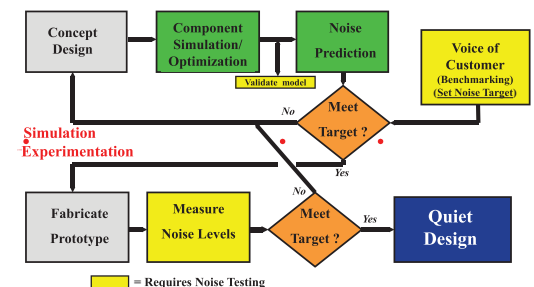 Concept
Design
Component
Simulation/
Optimization
Noise
Prediction
Voice of
Customer
(Benchmarking)
(Set Noise Target)
Validate model
No
Meet
Target ?
Simulation
Experimentation
Yes
Fabricate
Prototype
Measure
Noise Levels
No
Meet
Target ?
Yes
Quiet
Design
= Requires Noise Testing